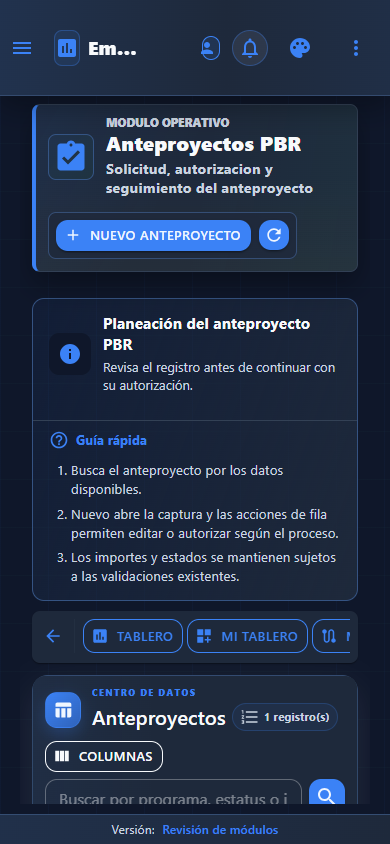 Em...
MODULO OPERATIVO
Anteproyectos PBR
Solicitud, autorizacion y
seguimiento del anteproyecto
NUEVO ANTEPROYECTO
Planeación del anteproyecto
PBR
Revisa el registro antes de continuar con
su autorización.
Guía rápida
1. Busca el anteproyecto por los datos
disponibles.
2. Nuevo abre la captura y las acciones de fila
permiten editar o autorizar según el proceso.
3. Los importes y estados se mantienen sujetos
a las validaciones existentes.
TABLERO
MI TABLERO
CENTRO DE DATOS
Anteproyectos
1 registro(s)
COLUMNAS
Buscar por programa, estatus o i
Versión: Revisión de módulos